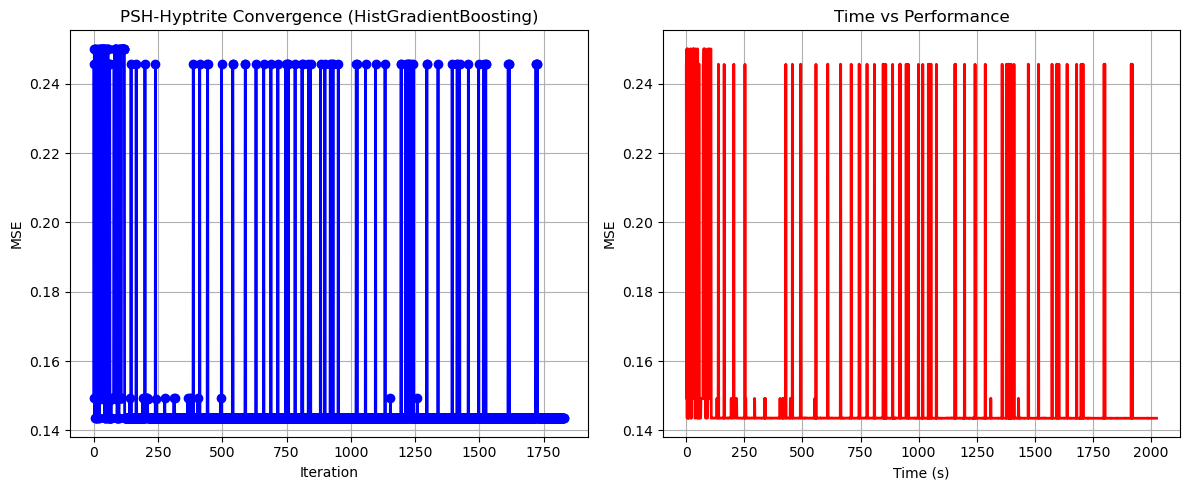 PSH-Hyptrite Convergence (HistGradientBoosting)
MSE
0.24
0.22
0.20
0.18
0.16
0.14
0 250 500 750 1000 1250 1500 1750
Iteration
Time vs Performance
MSE
0.24
0.22
0.20
0.18
0.16
0.14
0 250 500 750 1000 1250 1500 1750 2000
Time (s)